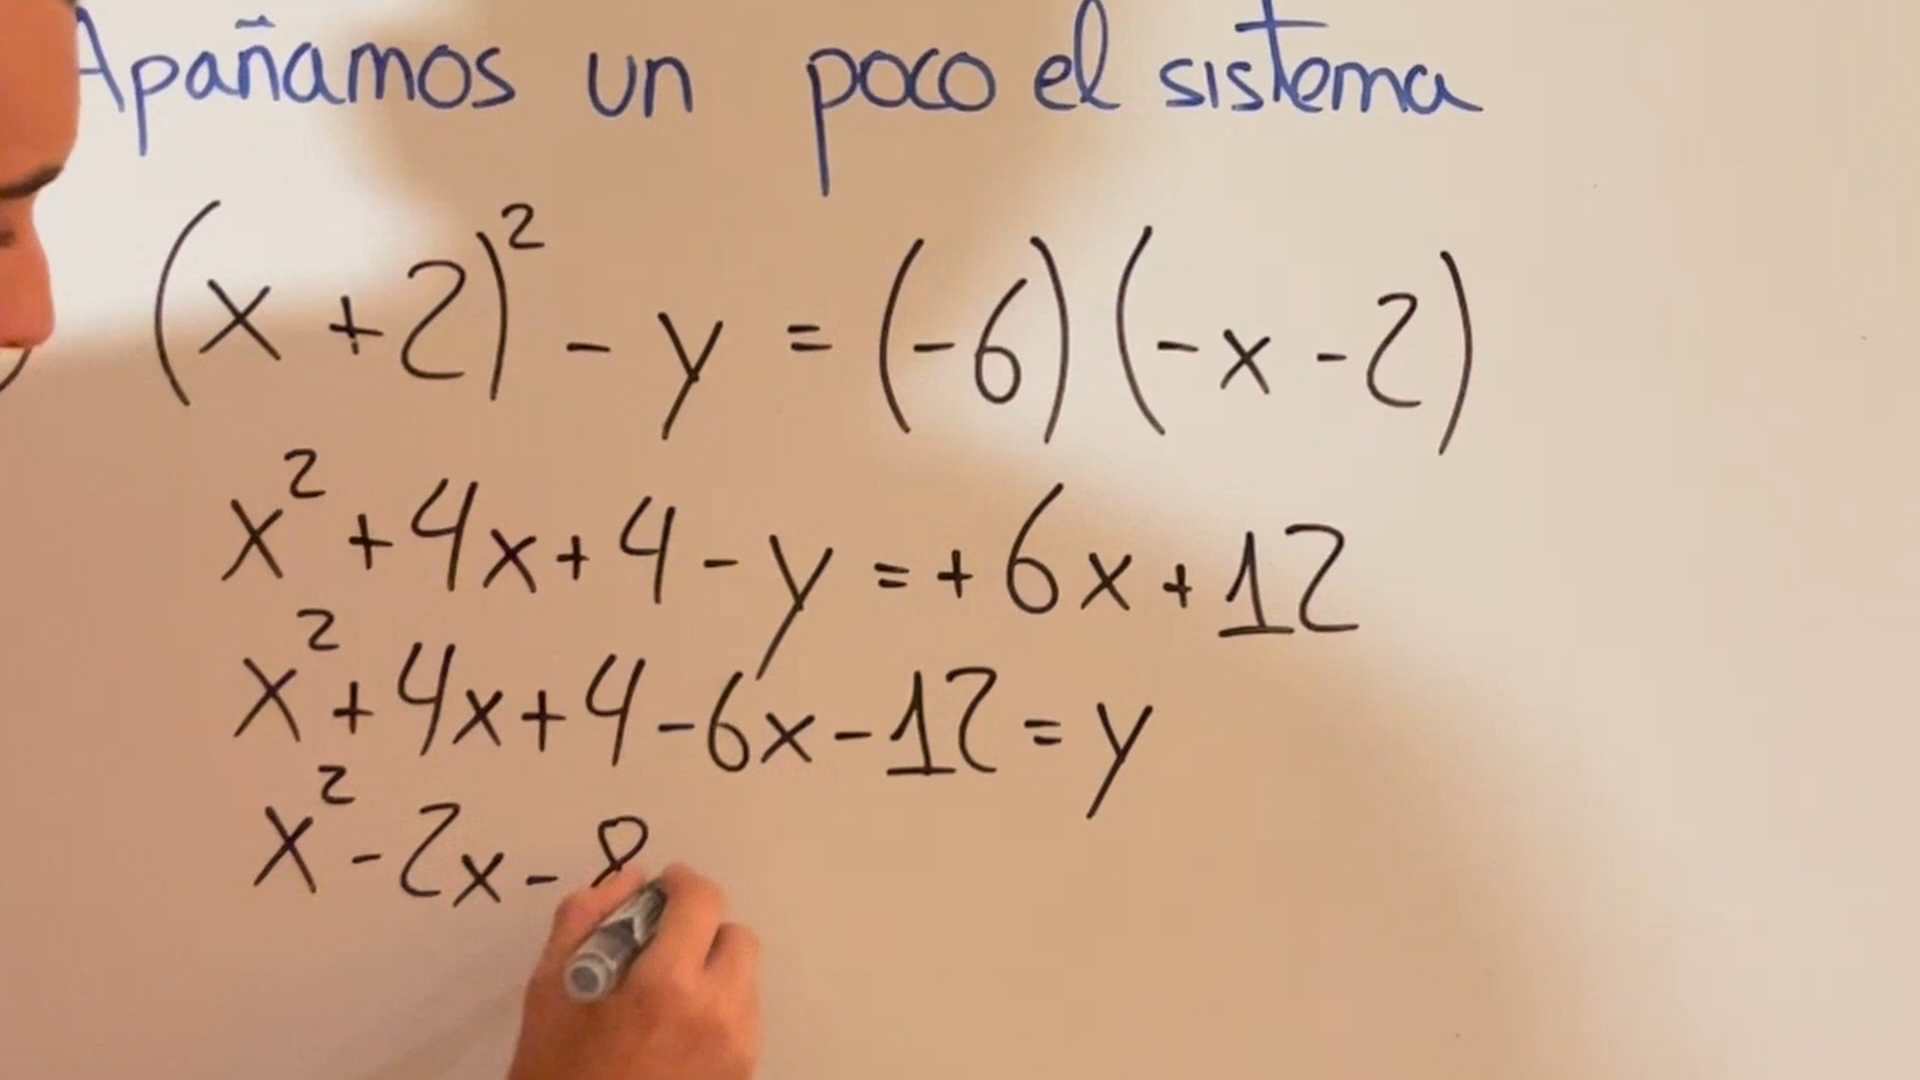 Apañamos un poco el sistema
(x + 2)² - y = (-6)(-x - 2)
x² + 4x + 4 - y = + 6x + 12
x² + 4x + 4 - 6x - 12 = y
x² - 2x - 8